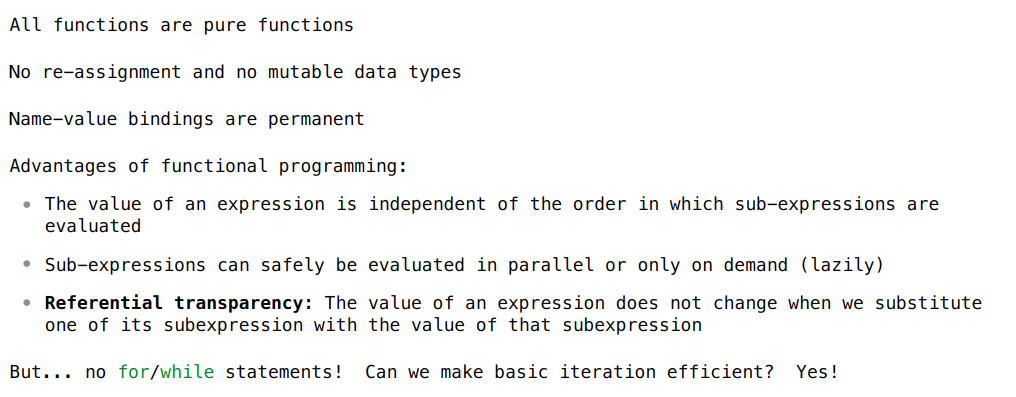 All functions are pure functions
No re-assignment and no mutable data types
Name-value bindings are permanent
Advantages of functional programming:
• The value of an expression is independent of the order in which sub-expressions are
evaluated
• Sub-expressions can safely be evaluated in parallel or only on demand (lazily)
• Referential transparency: The value of an expression does not change when we substitute
one of its subexpression with the value of that subexpression
But... no for/while statements! Can we make basic iteration efficient? Yes!